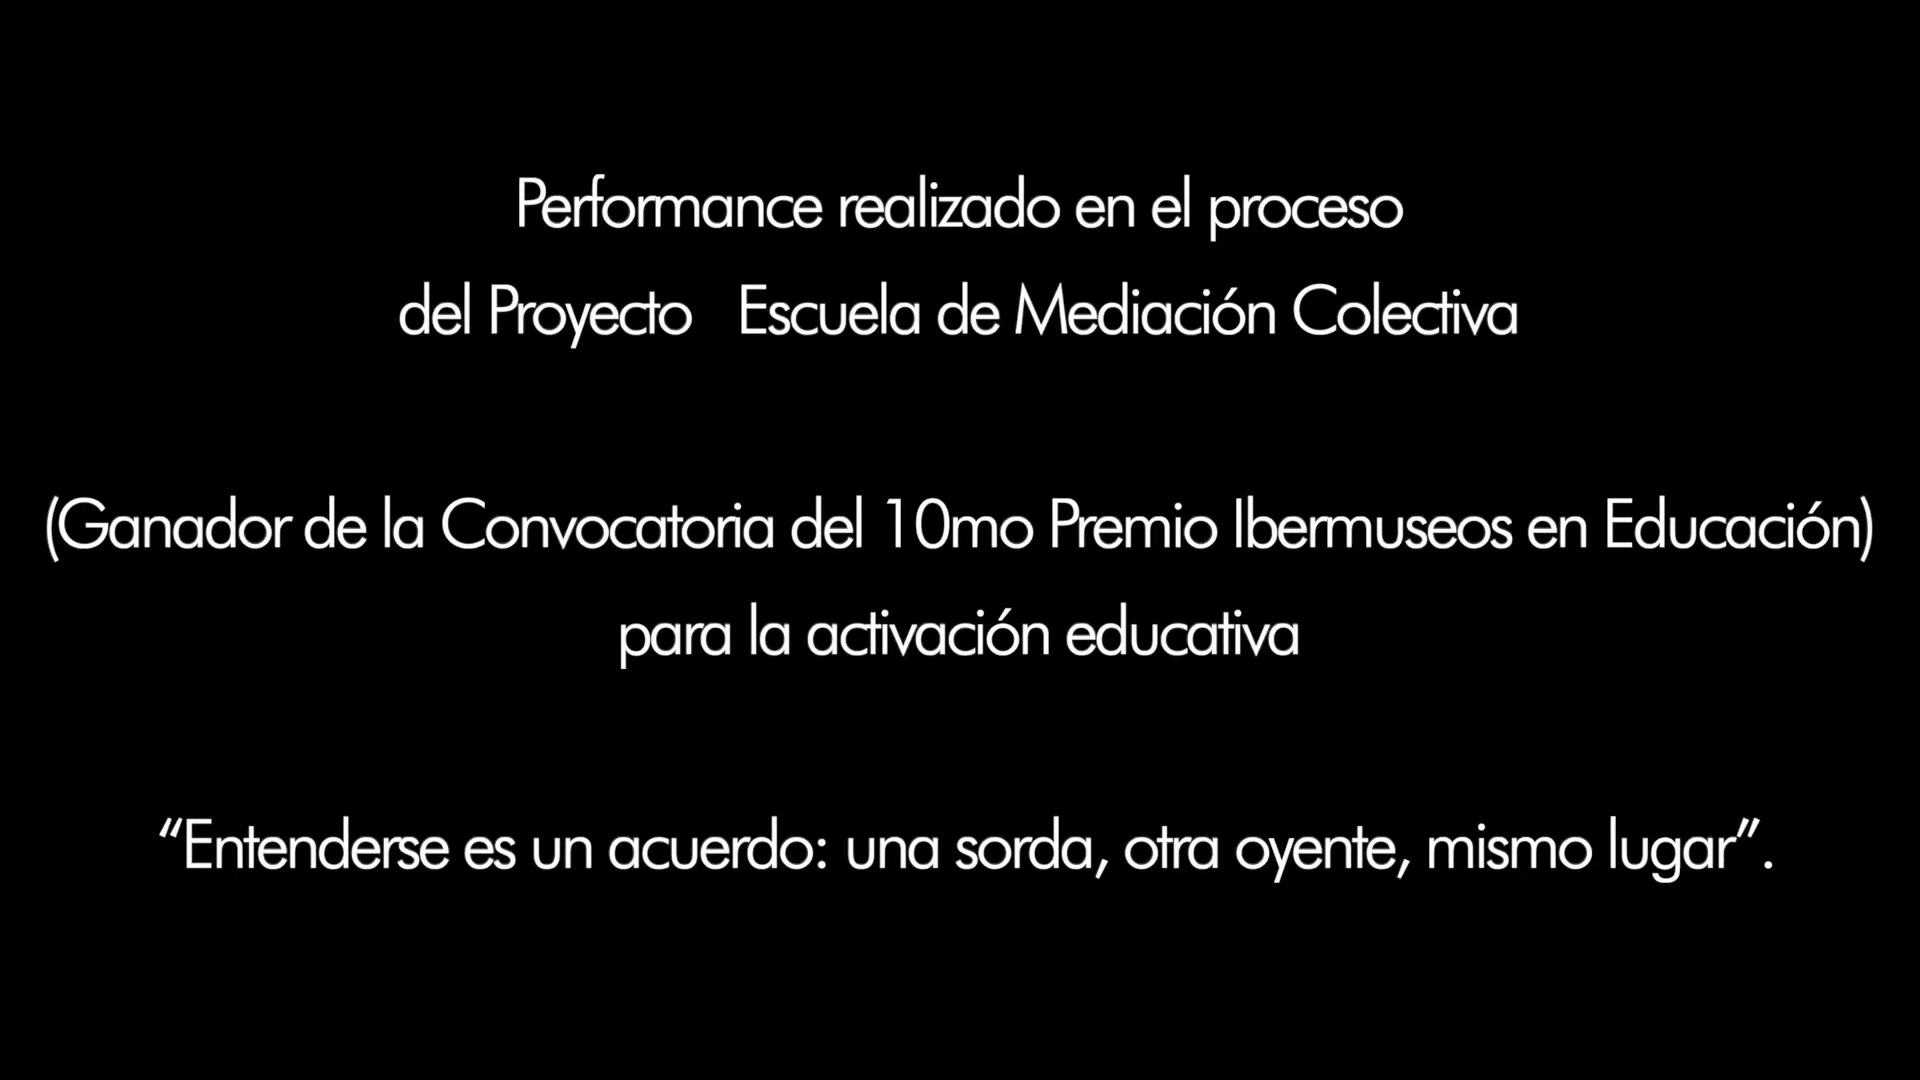 Performance realizado en el proceso
del Proyecto   Escuela de Mediación Colectiva
(Ganador de la Convocatoria del 10mo Premio Ibermuseos en Educación)
para la activación educativa
“Entenderse es un acuerdo: una sorda, otra oyente, mismo lugar”.